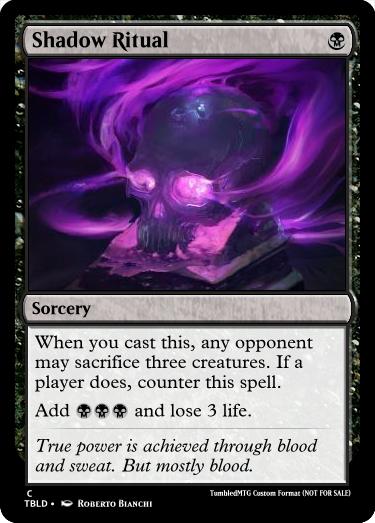 Shadow Ritual
Sorcery
When you cast this, any opponent
may sacrifice three creatures. If a
player does, counter this spell.
Add and lose 3 life.
True power is achieved through blood
and sweat. But mostly blood.
C
TumbledMTG Custom Format (NOT FOR SALE)
TBLD • Roberto Bianchi